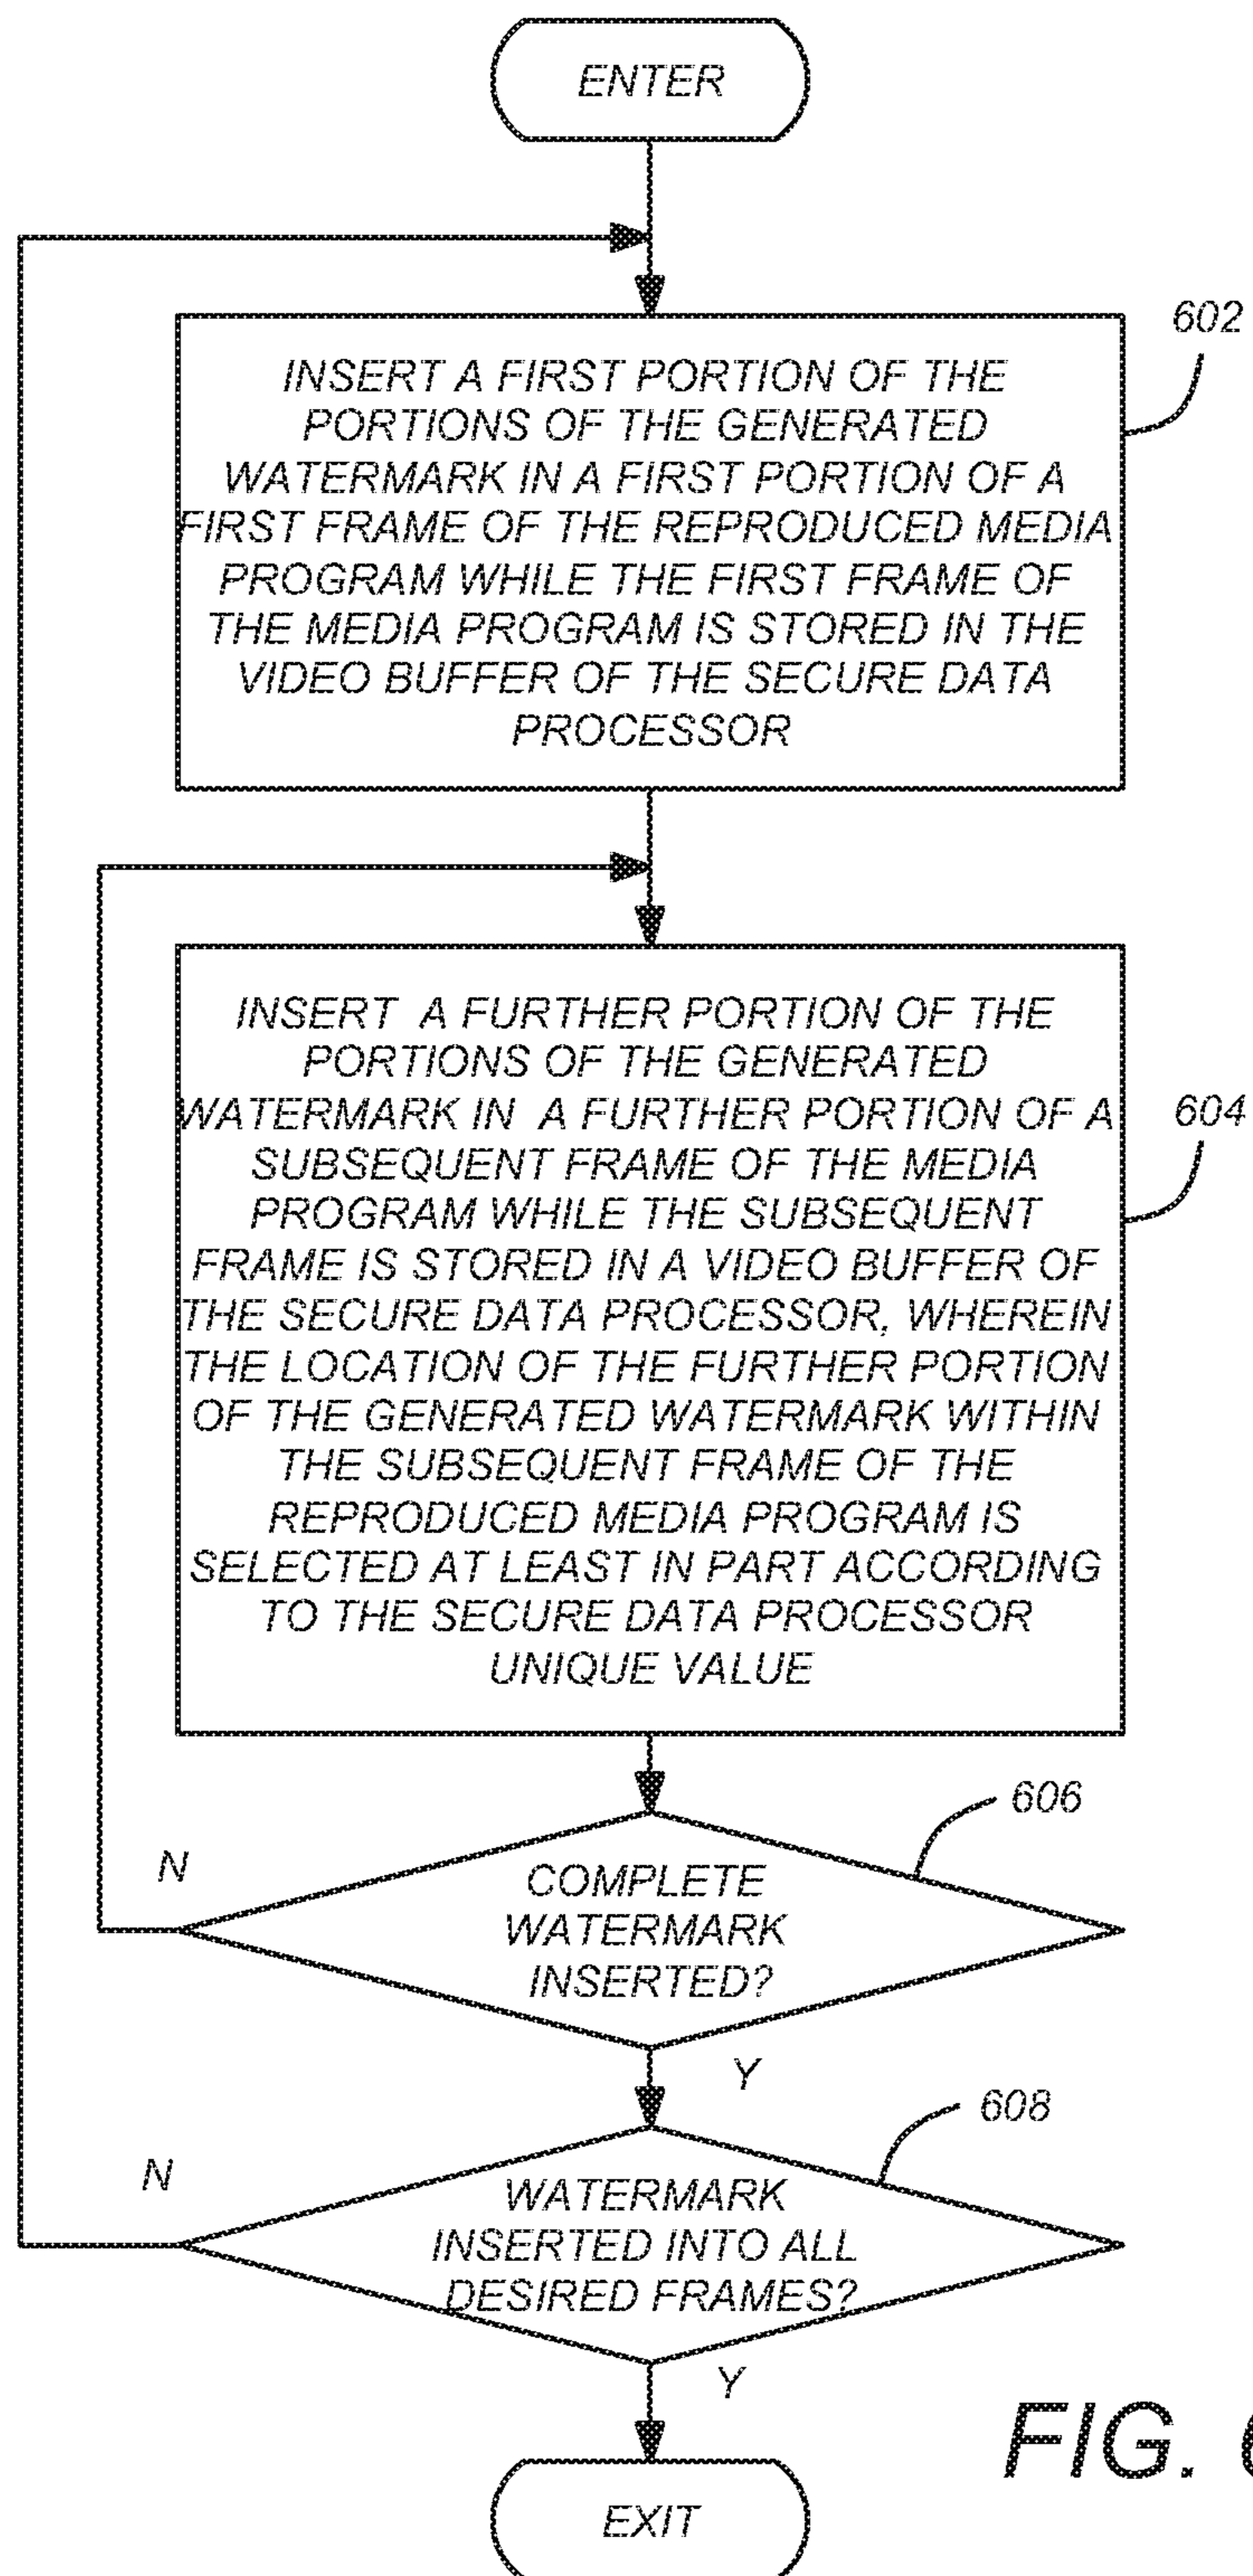 ENTER
602
INSERT A FIRST PORTION OF THE
PORTIONS OF THE GENERATED
WATERMARK IN A FIRST PORTION OF A
FIRST FRAME OF THE REPRODUCED MEDIA
PROGRAM WHILE THE FIRST FRAME OF
THE MEDIA PROGRAM IS STORED IN THE
VIDEO BUFFER OF THE SECURE DATA
PROCESSOR
INSERT A FURTHER PORTION OF THE
PORTIONS OF THE GENERATED
WATERMARK IN A FURTHER PORTION OF A
604
SUBSEQUENT FRAME OF THE MEDIA
PROGRAM WHILE THE SUBSEQUENT
FRAME IS STORED IN A VIDEO BUFFER OF
THE SECURE DATA PROCESSOR, WHEREIN
THE LOCATION OF THE FURTHER PORTION
OF THE GENERATED WATERMARK WITHIN
THE SUBSEQUENT FRAME OF THE
REPRODUCED MEDIA PROGRAM IS
SELECTED AT LEAST IN PART ACCORDING
TO THE SECURE DATA PROCESSOR
UNIQUE VALUE
606
N
COMPLETE
WATERMARK
INSERTED?
Y
608
N
WATERMARK
INSERTED INTO ALL
DESIRED FRAMES?
Y
FIG.
EXIT